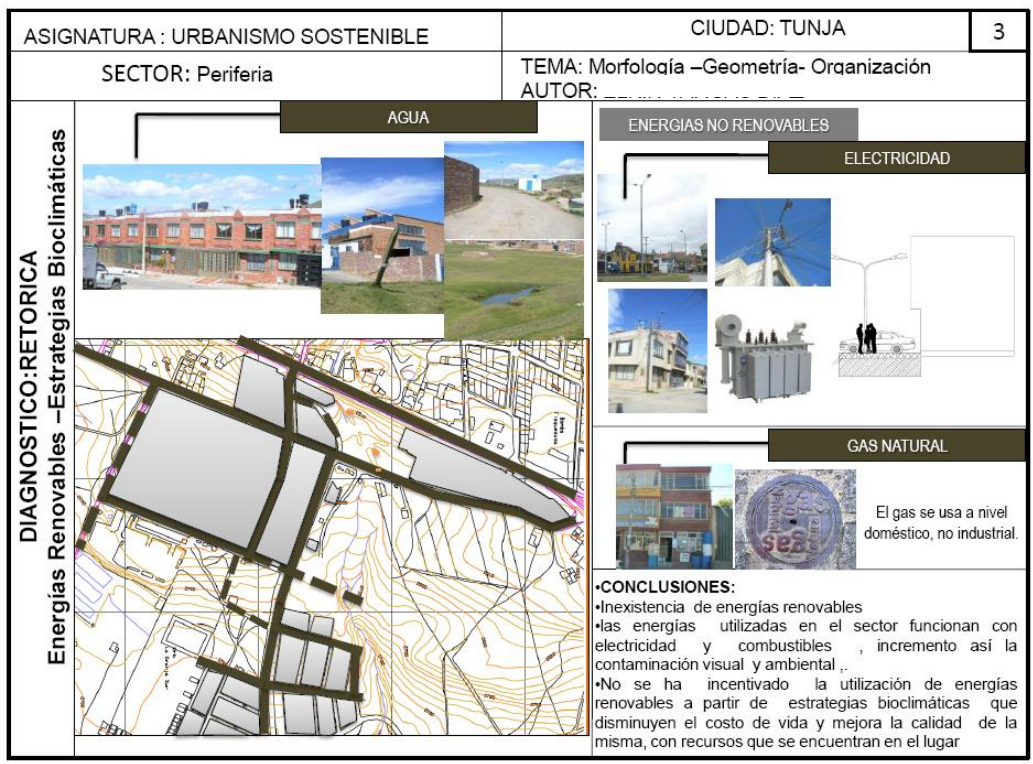 ASIGNATURA : URBANISMO SOSTENIBLE
CIUDAD: TUNJA
3
SECTOR: Periferia
TEMA: Morfología –Geometría- Organización
AUTOR:
DIAGNOSTICO:RETORICA
Energías Renovables –Estrategias Bioclimáticas
AGUA
ENERGIAS NO RENOVABLES
ELECTRICIDAD
GAS NATURAL
gas
El gas se usa a nivel
doméstico, no industrial.
•CONCLUSIONES:
•Inexistencia de energías renovables
•las energías utilizadas en el sector funcionan con
electricidad y combustibles , incremento así la
contaminación visual y ambiental ,.
•No se ha incentivado la utilización de energías
renovables a partir de estrategias bioclimáticas que
disminuyen el costo de vida y mejora la calidad de la
misma, con recursos que se encuentran en el lugar